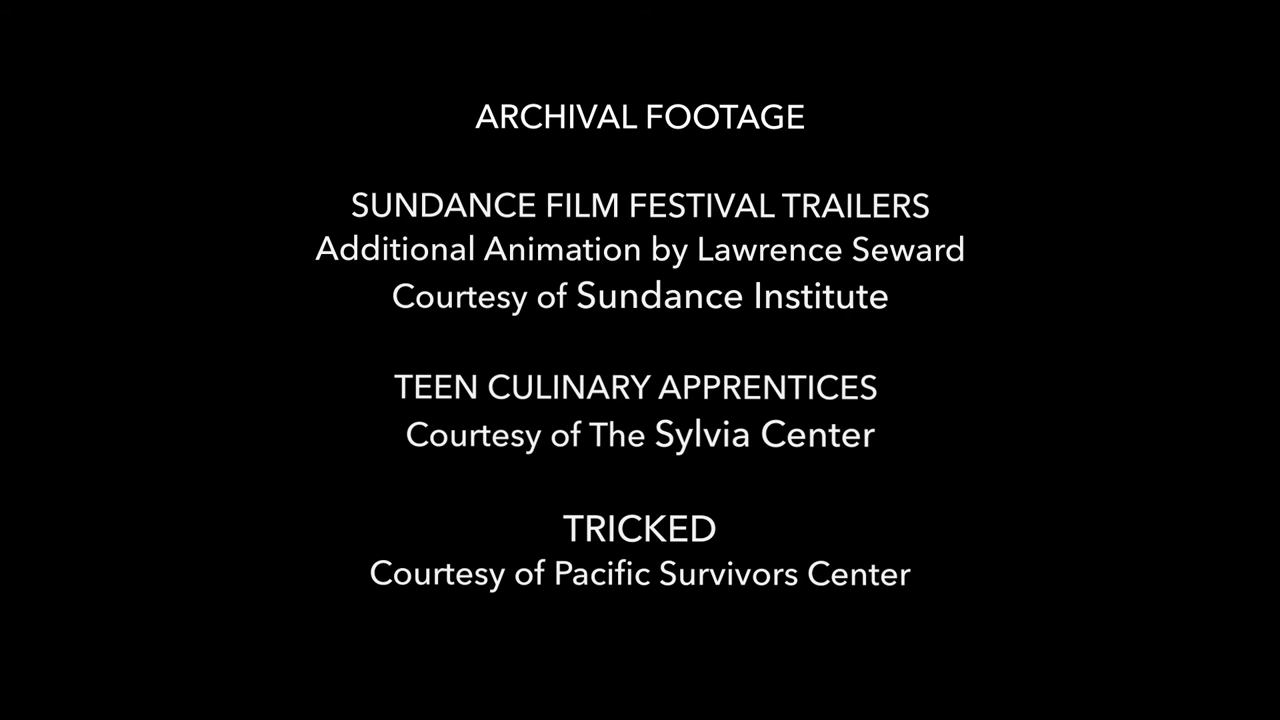 ARCHIVAL FOOTAGE
SUNDANCE FILM FESTIVAL TRAILERS
Additional Animation by Lawrence Seward
Courtesy of Sundance Institute
TEEN CULINARY APPRENTICES
Courtesy of The Sylvia Center
TRICKED
Courtesy of Pacific Survivors Center